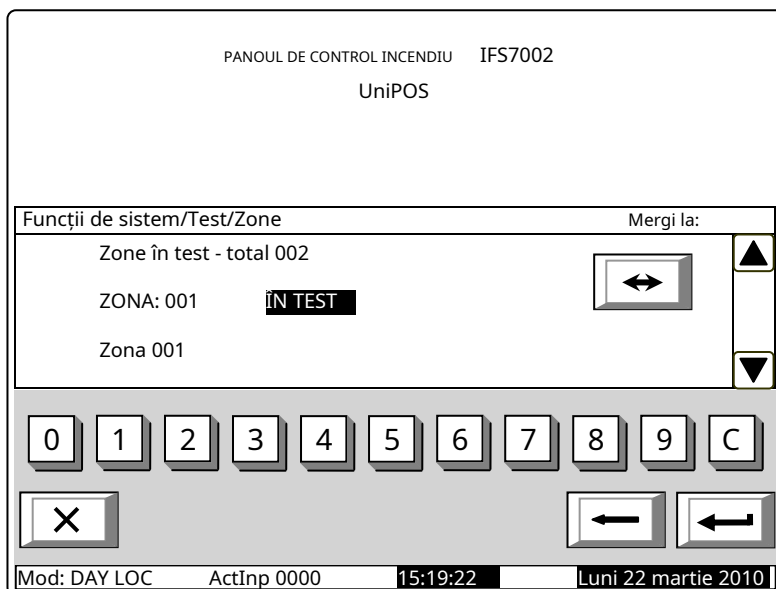 PANOUL DE CONTROL INCENDIU IFS7002
UniPOS
Funcții de sistem/Test/Zone Mergi la:
Zone în test - total 002
ZONA: 001 ÎN TEST
Zona 001
0 1 2 3 4 5 6 7 8 9 C
Mod: DAY LOC ActInp 0000 15:19:22 Luni 22 martie 2010